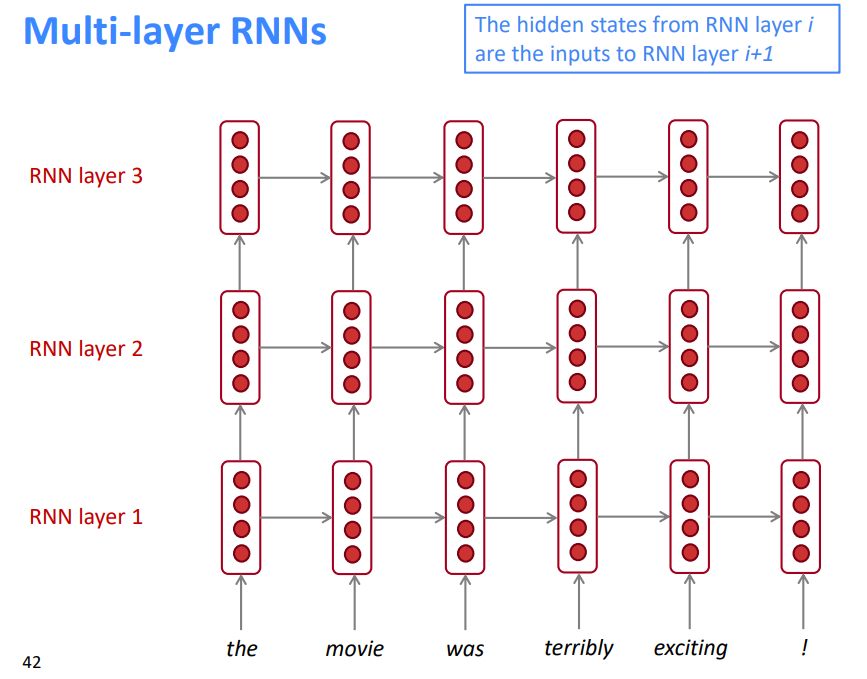 Multi-layer RNNs
The hidden states from RNN layer i
are the inputs to RNN layer i+1
RNN layer 3
RNN layer 2
RNN layer 1
the movie was terribly exciting !
42